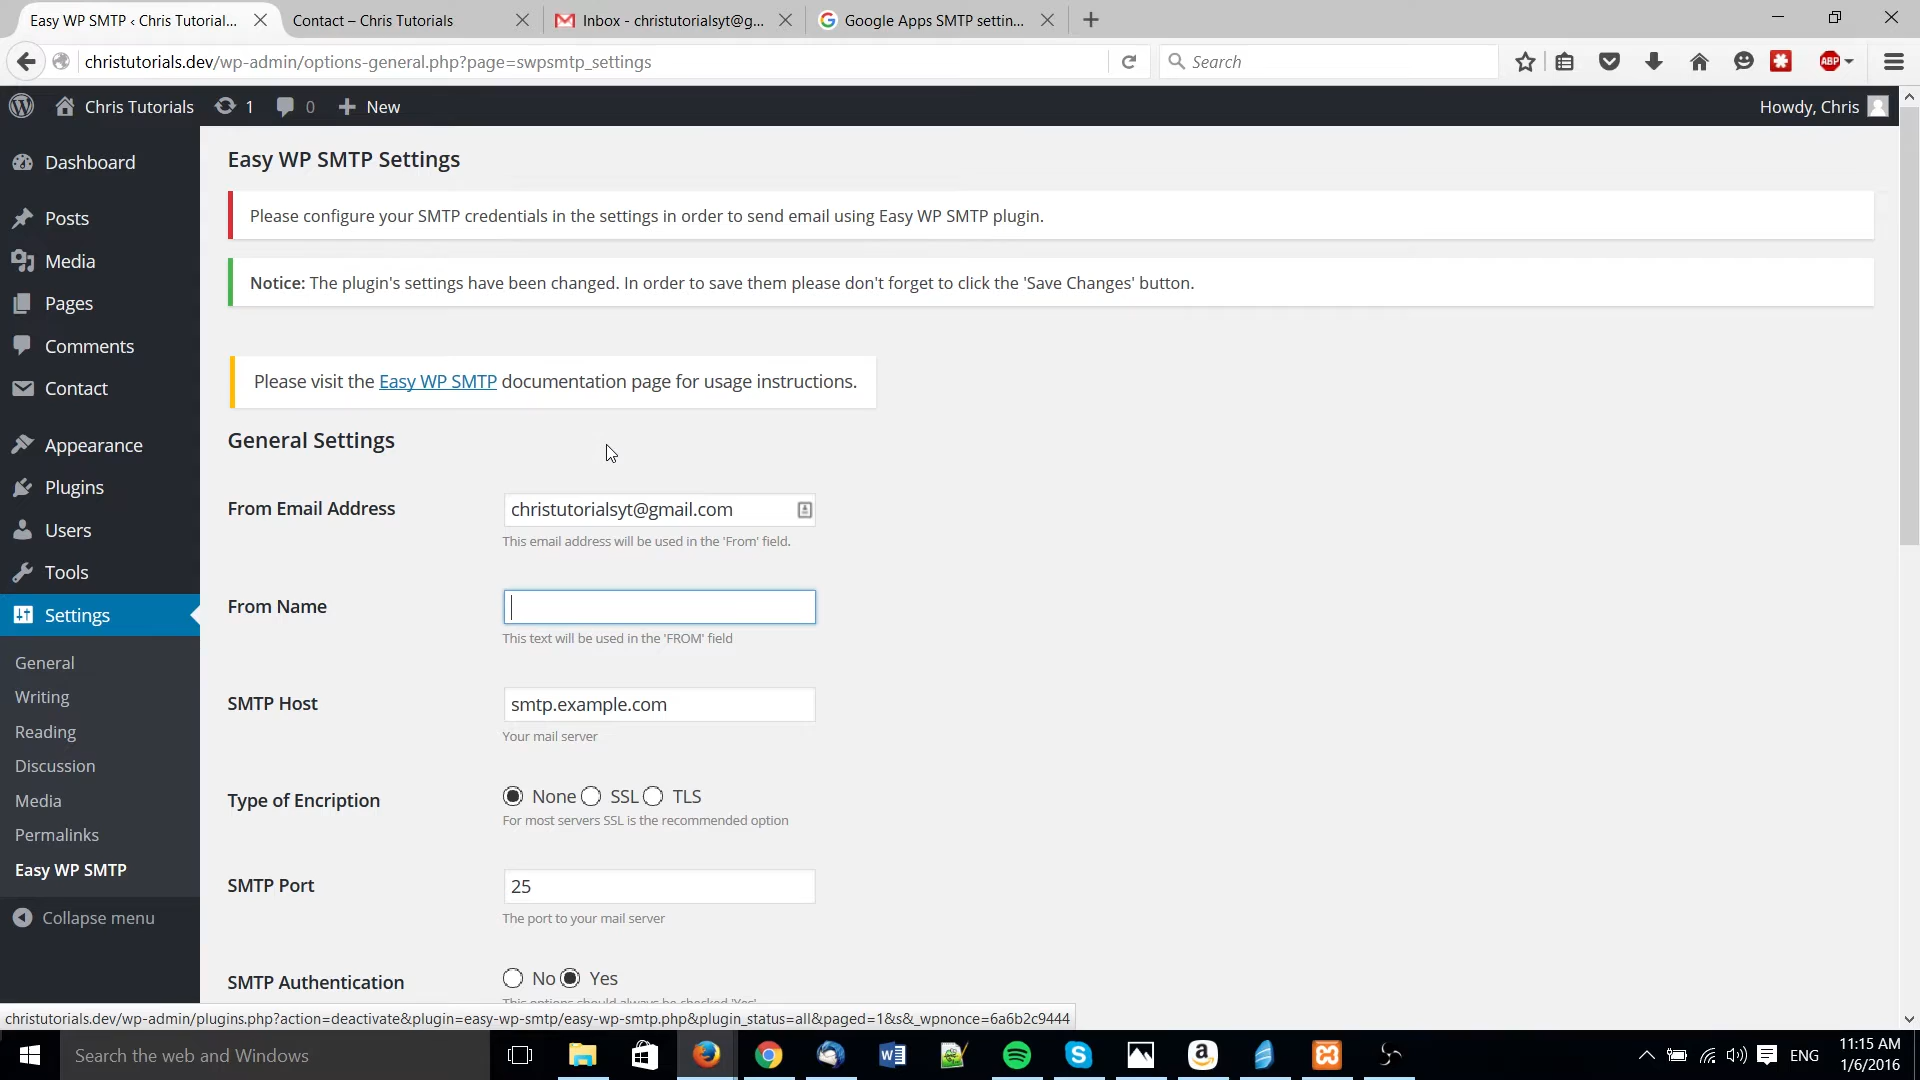 Easy WP SMTP ‹ Chris Tutorial...
Contact – Chris Tutorials
Inbox - christutorialsyt@g...
Google Apps SMTP settin...
christutorials.dev/wp-admin/options-general.php?page=swpsmtp_settings
Search
ABP
Chris Tutorials
1
0
New
Howdy, Chris
Dashboard
Posts
Media
Pages
Comments
Contact
Appearance
Plugins
Users
Tools
Settings
General
Writing
Reading
Discussion
Media
Permalinks
Easy WP SMTP
Collapse menu
Easy WP SMTP Settings
Please configure your SMTP credentials in the settings in order to send email using Easy WP SMTP plugin.
Notice: The plugin's settings have been changed. In order to save them please don't forget to click the 'Save Changes' button.
Please visit the Easy WP SMTP documentation page for usage instructions.
General Settings
From Email Address
christutorialsyt@gmail.com
This email address will be used in the 'From' field.
From Name
This text will be used in the 'FROM' field
SMTP Host
smtp.example.com
Your mail server
Type of Encription
None SSL TLS
For most servers SSL is the recommended option
SMTP Port
25
The port to your mail server
SMTP Authentication
No Yes
This options should always be checked 'Yes'
christutorials.dev/wp-admin/plugins.php?action=deactivate&plugin=easy-wp-smtp/easy-wp-smtp.php&plugin_status=all&paged=1&s&_wpnonce=6a6b2c9444
Search the web and Windows
ENG
11:15 AM
1/6/2016